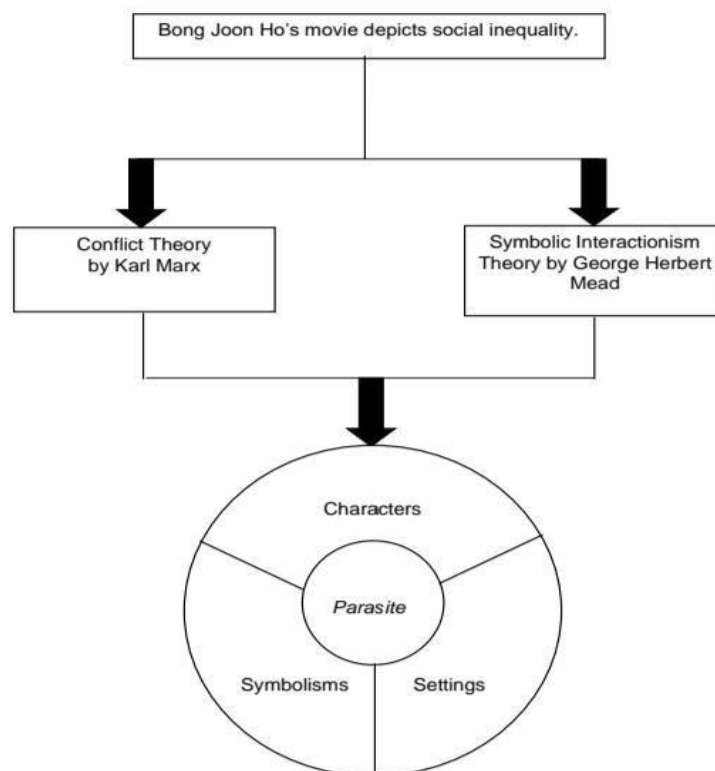 Bong Joon Ho's movie depicts social inequality.
Conflict Theory
by Karl Marx
Symbolic Interactionism
Theory by George Herbert
Mead
Characters
Parasite
Symbolisms
Settings